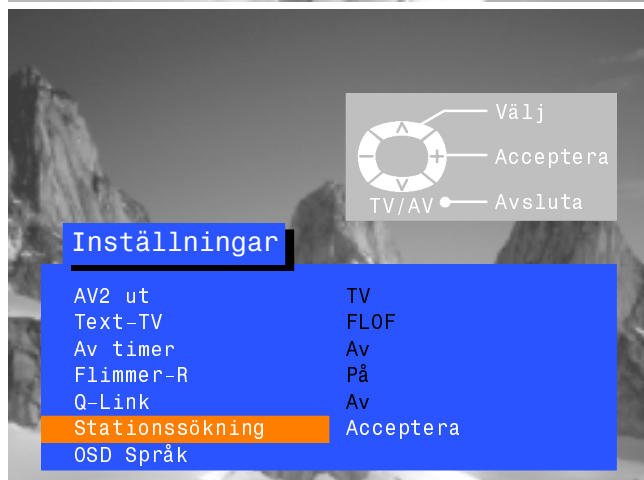 Välj
Acceptera
TV/AV Avsluta
Inställningar
AV2 ut TV
Text-TV FLOF
Av timer Av
Flimmer-R På
Q-Link Av
Stationssökning Acceptera
OSD Språk